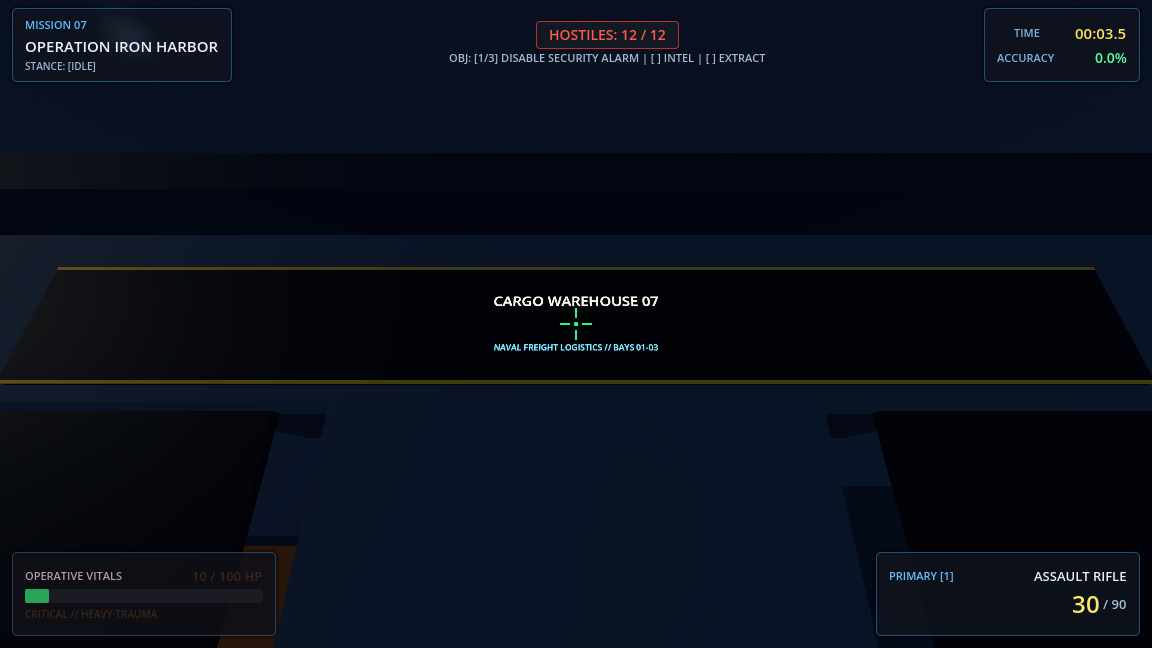 MISSION 07
OPERATION IRON HARBOR
STANCE: [IDLE]
HOSTILES: 12 / 12
OBJ: [1/3] DISABLE SECURITY ALARM | [ ] INTEL | [ ] EXTRACT
TIME 00:03.5
ACCURACY 0.0%
CARGO WAREHOUSE 07
NAVAL FREIGHT LOGISTICS // BAYS 01-03
OPERATIVE VITALS 10 / 100 HP
CRITICAL // HEAVY TRAUMA
PRIMARY [1] ASSAULT RIFLE
30 / 90